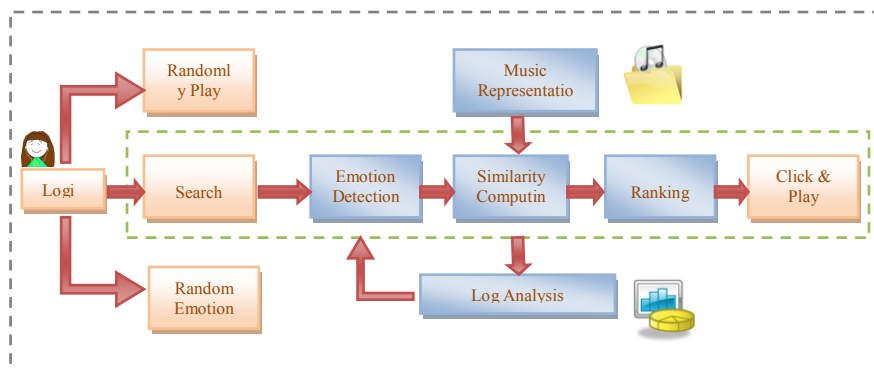 Randoml
y Play
Music
Representatio
Logi
Search
Emotion
Detection
Similarity
Computin
Ranking
Click &
Play
Random
Emotion
Log Analysis